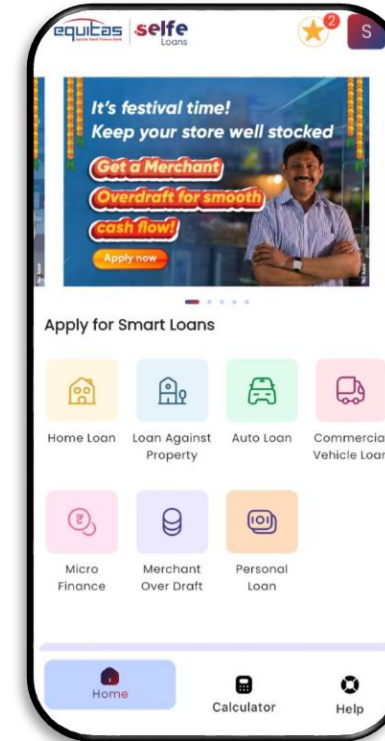 equitas selfe
Loans
2
S
It's festival time!
Keep your store well stocked
Get a Merchant
Overdraft for smooth
cash flow!
Apply now
Apply for Smart Loans
Home Loan
Loan Against
Property
Auto Loan
Commercial
Vehicle Loan
Micro
Finance
Merchant
Over Draft
Personal
Loan
Home
Calculator
Help